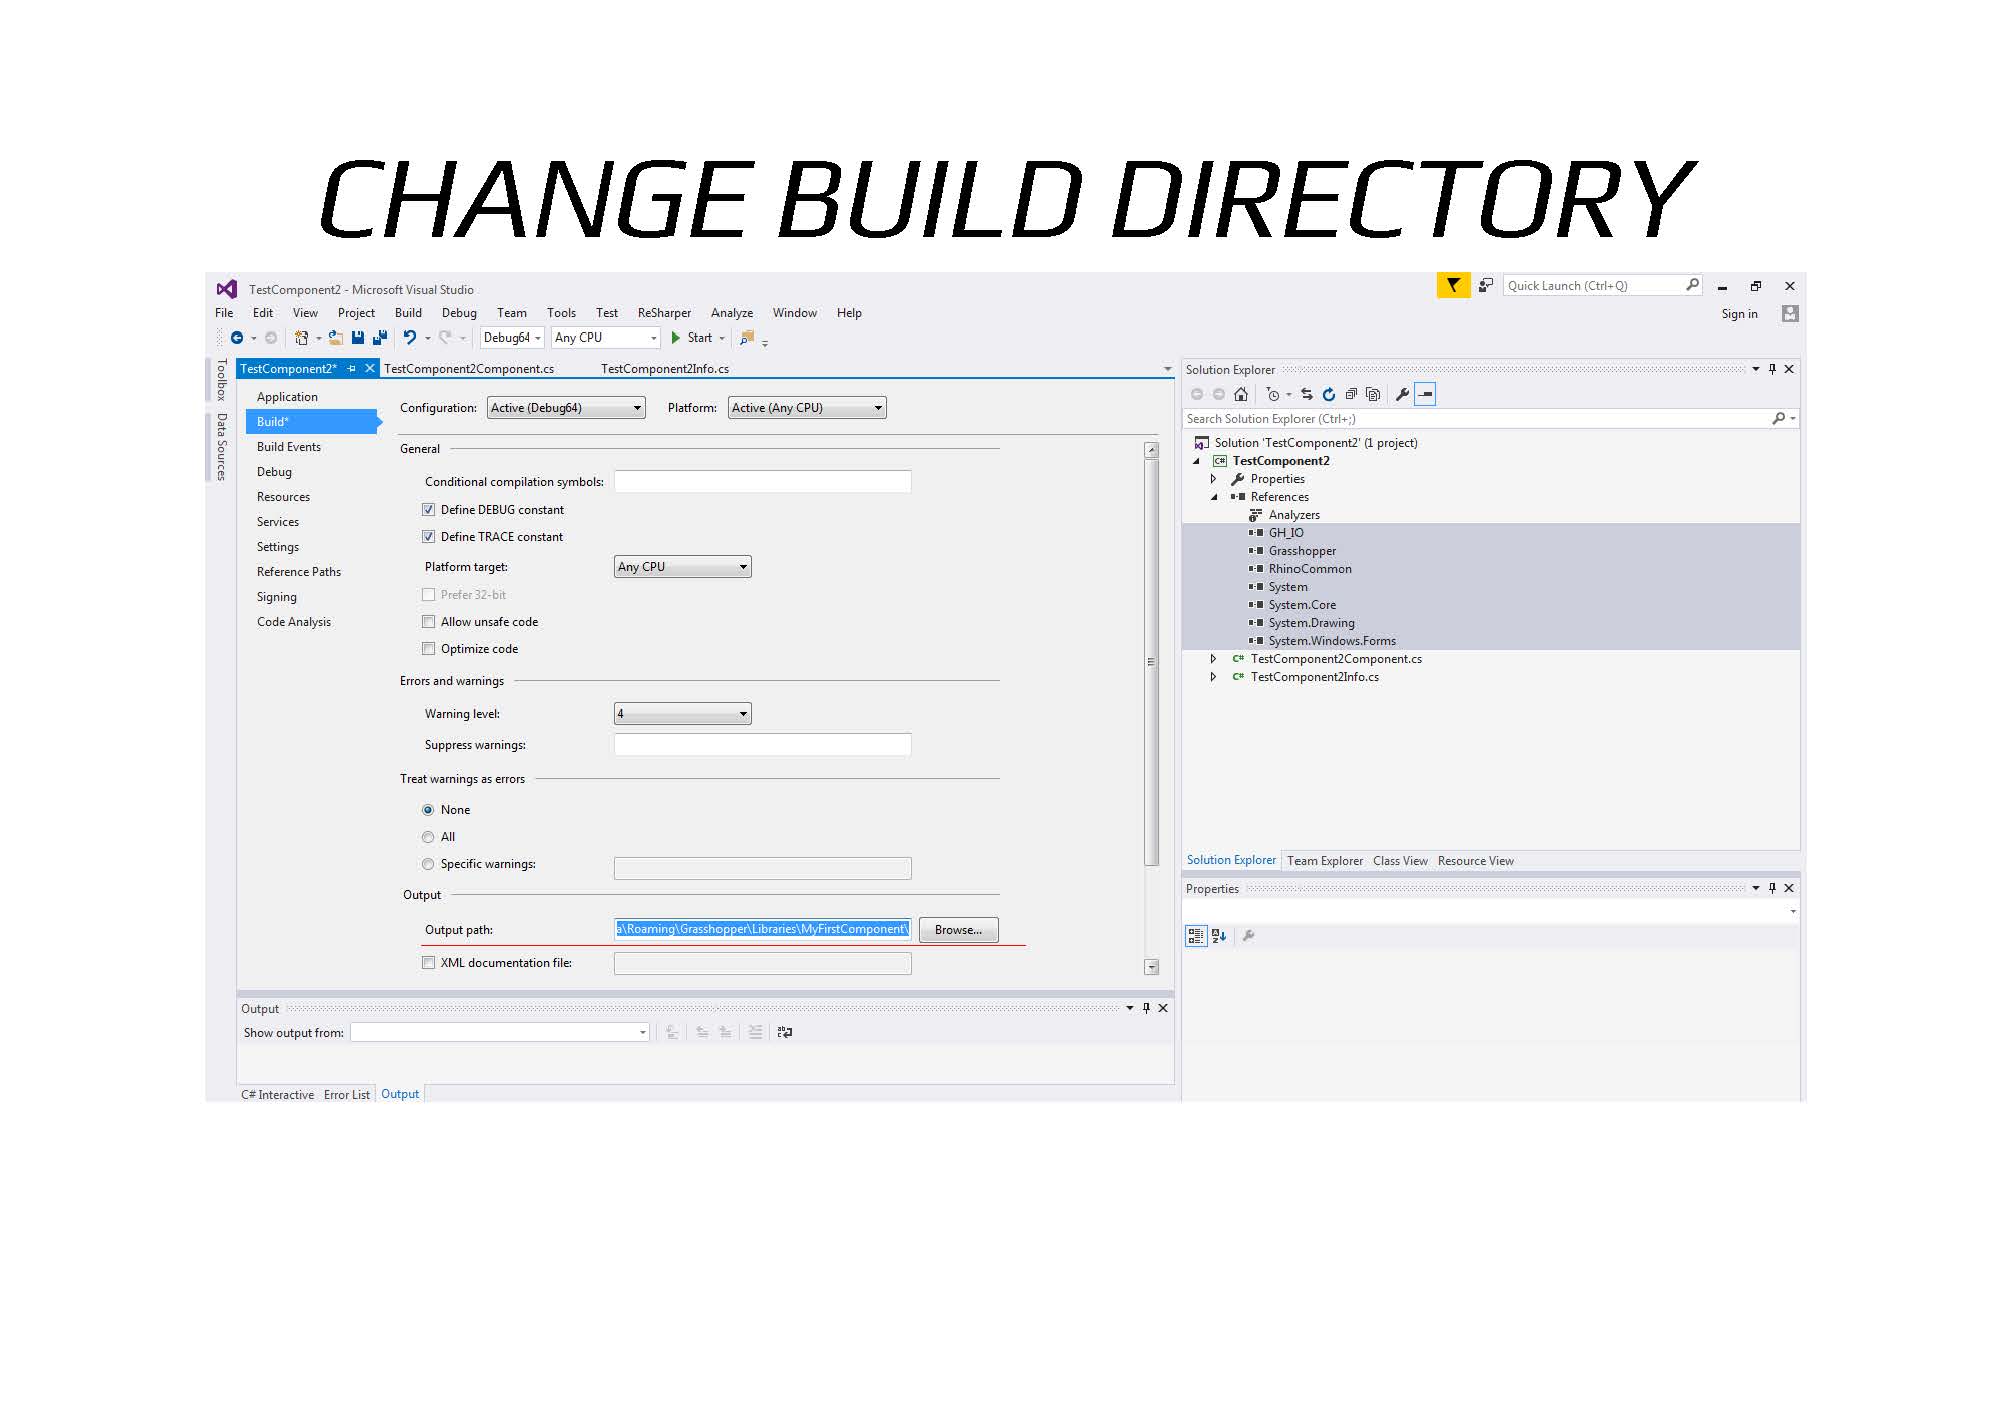 CHANGE BUILD DIRECTORY
TestComponent2 - Microsoft Visual Studio
Quick Launch (Ctrl+Q)
File Edit View Project Build Debug Team Tools Test ReSharper Analyze Window Help
Sign in
Debug64 Any CPU Start
Toolbox
Data Sources
TestComponent2* TestComponent2Component.cs TestComponent2Info.cs
Application
Build*
Build Events
Debug
Resources
Services
Settings
Reference Paths
Signing
Code Analysis
Configuration: Active (Debug64) Platform: Active (Any CPU)
General
Conditional compilation symbols:
Define DEBUG constant
Define TRACE constant
Platform target: Any CPU
Prefer 32-bit
Allow unsafe code
Optimize code
Errors and warnings
Warning level: 4
Suppress warnings:
Treat warnings as errors
None
All
Specific warnings:
Output
Output path: a\Roaming\Grasshopper\Libraries\MyFirstComponent\ Browse...
XML documentation file:
Output
Show output from:
C# Interactive Error List Output
Solution Explorer
Search Solution Explorer (Ctrl+;)
Solution 'TestComponent2' (1 project)
C# TestComponent2
Properties
References
Analyzers
GH_IO
Grasshopper
RhinoCommon
System
System.Core
System.Drawing
System.Windows.Forms
C# TestComponent2Component.cs
C# TestComponent2Info.cs
Solution Explorer Team Explorer Class View Resource View
Properties